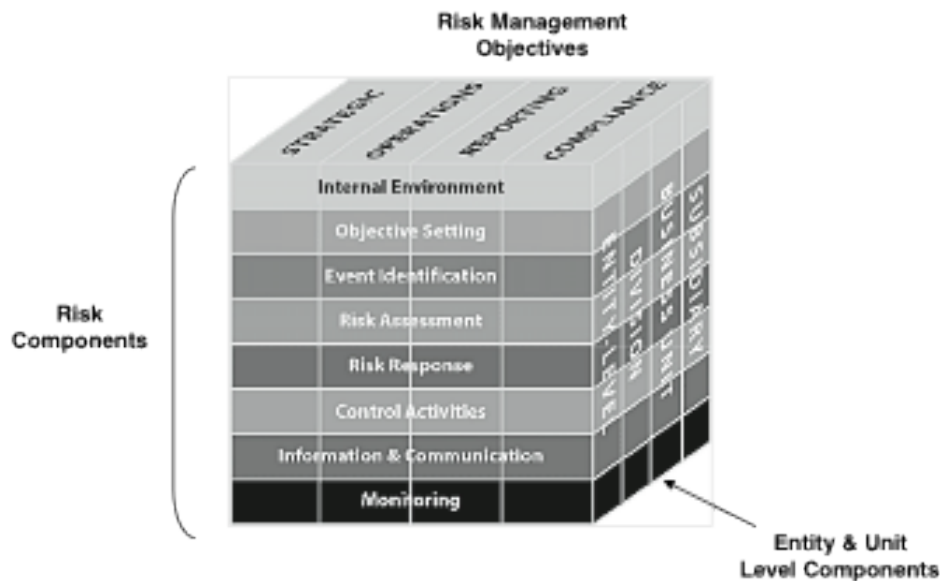 Risk Management
Objectives
STRATEGIC
OPERATIONS
REPORTING
COMPLIANCE
Internal Environment
Objective Setting
Event Identification
Risk Assessment
Risk Response
Control Activities
Information & Communication
Monitoring
ENTITY-LEVEL
DIVISION
BUSINESS UNIT
SUBSIDIARY
Risk
Components
Entity & Unit
Level Components